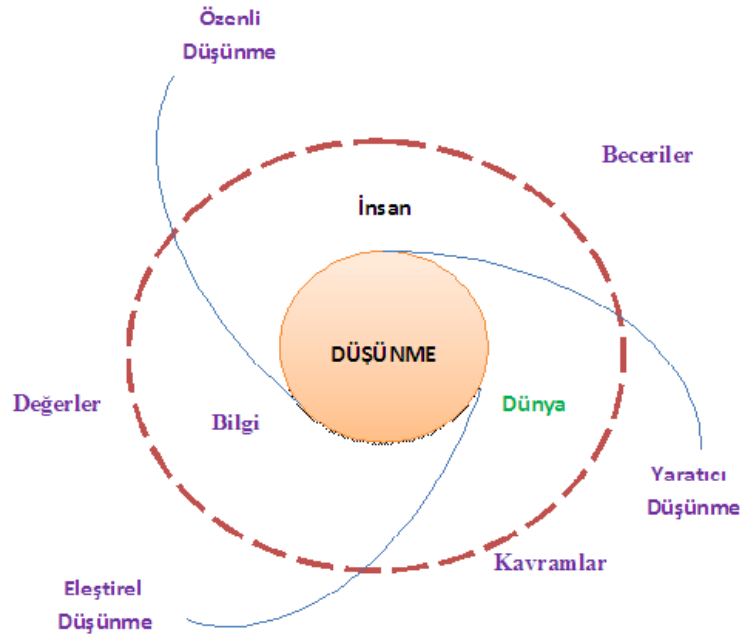 Özenli
Düşünme
Beceriler
İnsan
DÜŞÜNME
Değerler
Bilgi
Dünya
Yaratıcı
Düşünme
Kavramlar
Eleştirel
Düşünme